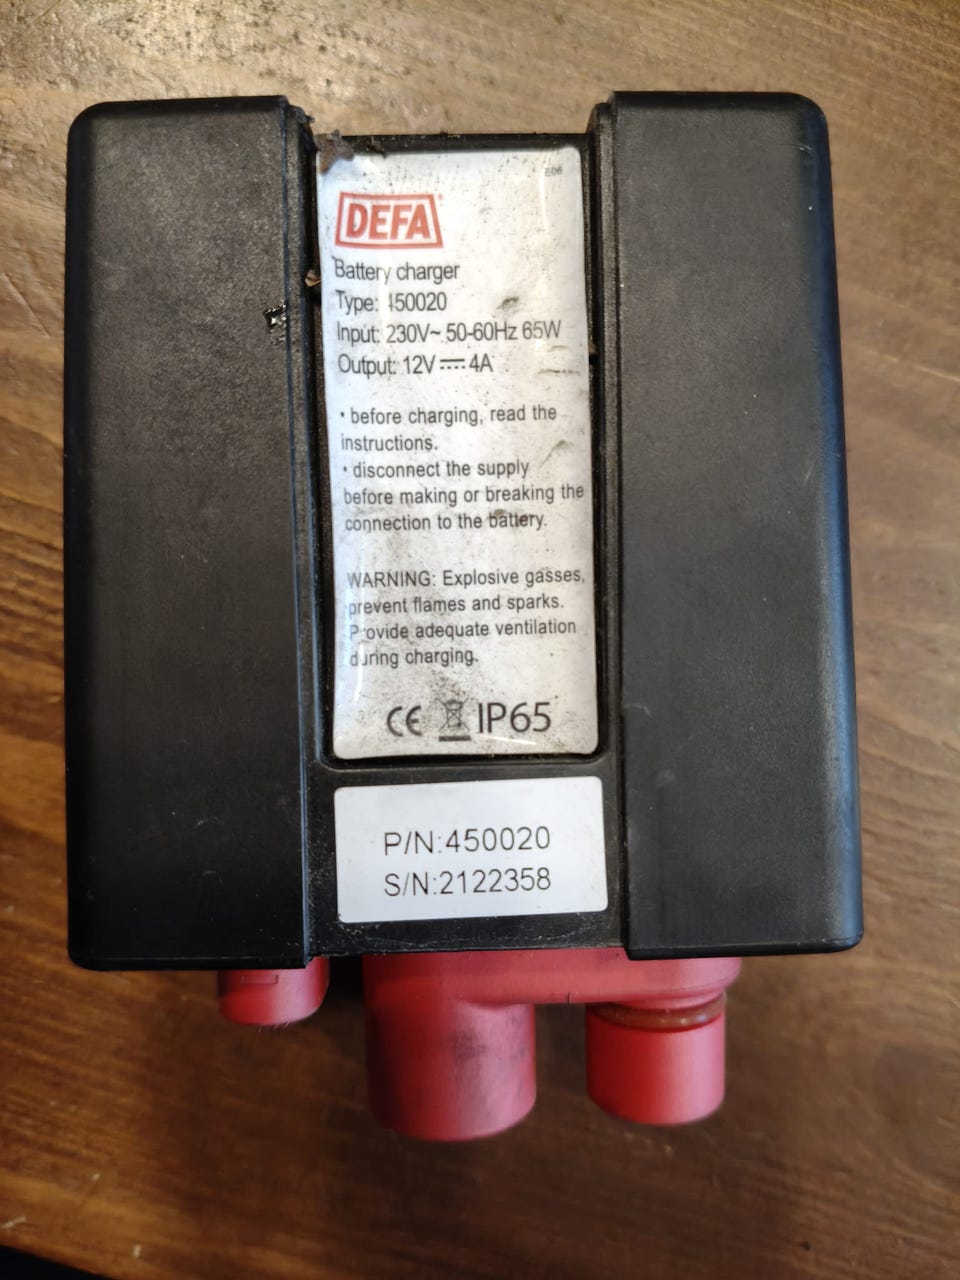 E06
DEFA
Battery charger
Type: 450020
Input: 230V~ 50-60Hz 65W
Output: 12V ⎓ 4A
• before charging, read the
instructions.
• disconnect the supply
before making or breaking the
connection to the battery.
WARNING: Explosive gasses,
prevent flames and sparks.
Provide adequate ventilation
during charging.
CE IP65
P/N:450020
S/N:2122358